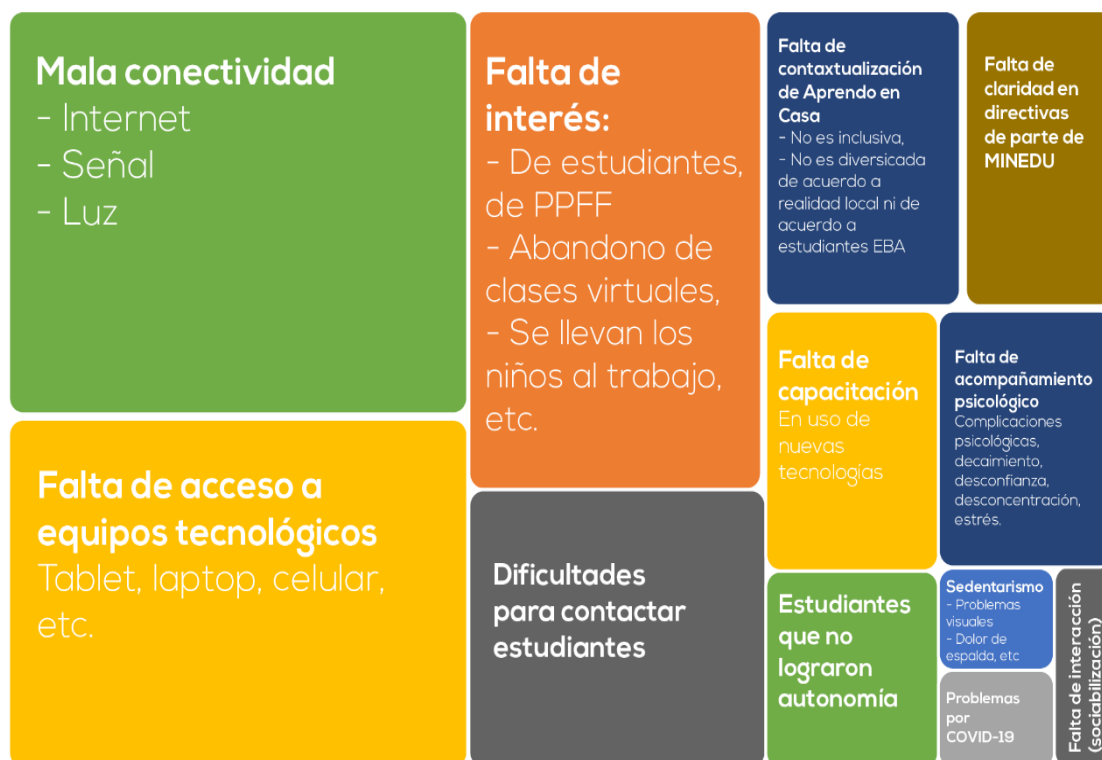 Mala conectividad
- Internet
- Señal
- Luz
Falta de acceso a
equipos tecnológicos
Tablet, laptop, celular,
etc.
Falta de
interés:
- De estudiantes,
de PPFF
- Abandono de
clases virtuales,
- Se llevan los
niños al trabajo,
etc.
Dificultades
para contactar
estudiantes
Falta de
contaxtualización
de Aprendo en
Casa
- No es inclusiva,
- No es diversicada
de acuerdo a
realidad local ni de
acuerdo a
estudiantes EBA
Falta de
claridad en
directivas
de parte de
MINEDU
Falta de
capacitación
En uso de
nuevas
tecnologías
Falta de
acompañamiento
psicológico
Complicaciones
psicológicas,
decaimiento,
desconfianza,
desconcentración,
estrés.
Estudiantes
que no
lograron
autonomía
Sedentarismo
- Problemas
visuales
- Dolor de
espalda, etc
Problemas
por
COVID-19
Falta de interacción
(sociabilización)